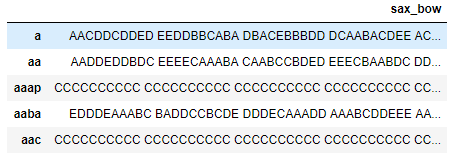 sax_bow
a AACDDCDDED EEDDBBCABA DBACEBBBDD DCAABACDEE AC...
aa AADDEDDBDC EEEECAAABA CAABCCBDED EEECBAABDC DD...
aaap CCCCCCCCCC CCCCCCCCCC CCCCCCCCCC CCCCCCCCCC CC...
aaba EDDDEAAABC BADDCCBCDE DDDECAAADD AAABCDDEEE AA...
aac CCCCCCCCCC CCCCCCCCCC CCCCCCCCCC CCCCCCCCCC CC...